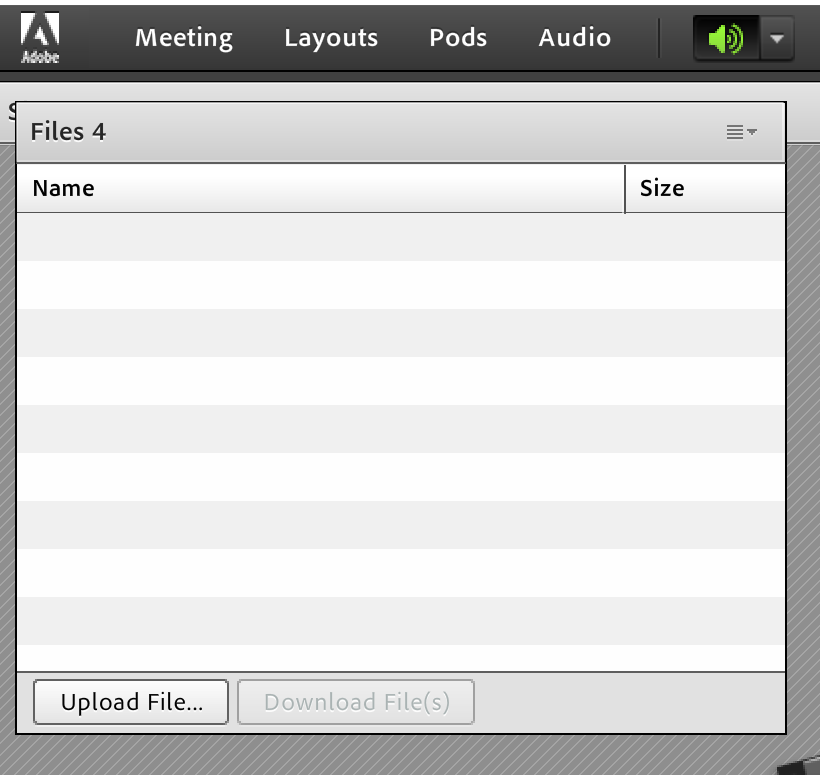 Adobe
Meeting Layouts Pods Audio
Files 4
Name Size
Upload File... Download File(s)